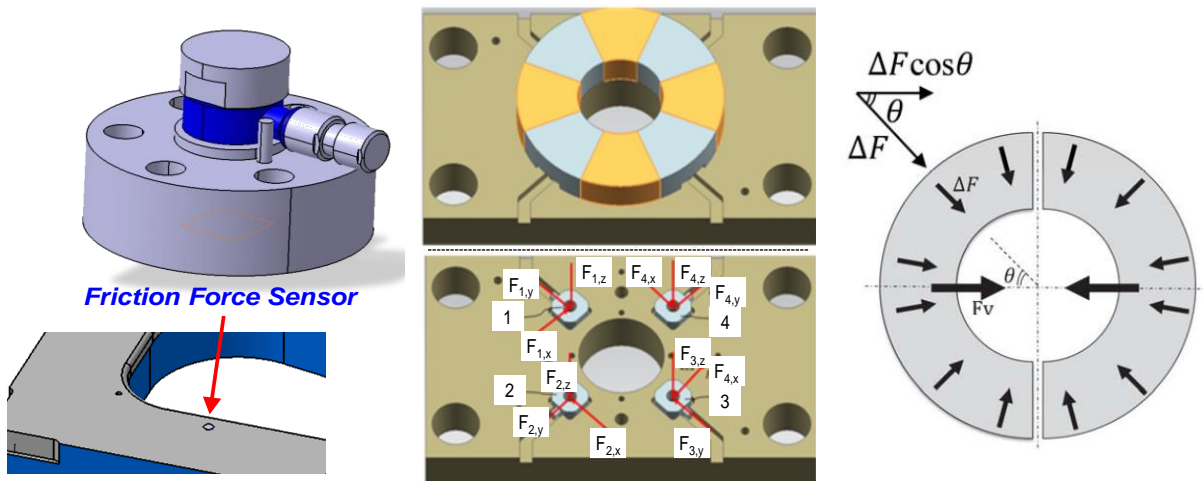 Friction Force Sensor
F1,z
F4,x
F4,z
F1,y
F4,y
1
4
F1,x
F3,z
F2,z
F4,x
2
3
F2,y
F2,x
F3,y
ΔFcosθ
θ
ΔF
ΔF
θ
Fv